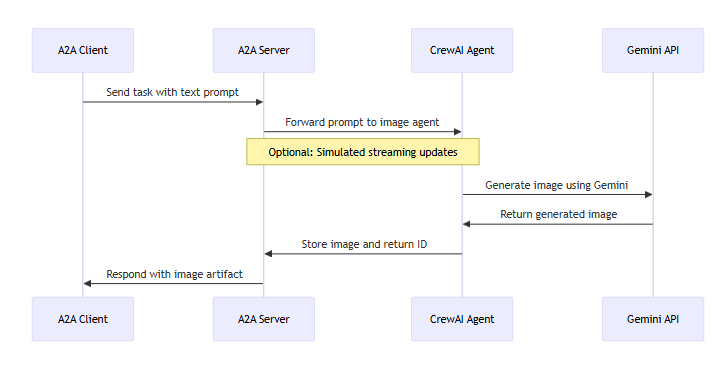 A2A Client
A2A Server
CrewAI Agent
Gemini API
Send task with text prompt
Forward prompt to image agent
Optional: Simulated streaming updates
Generate image using Gemini
Return generated image
Store image and return ID
Respond with image artifact
A2A Client
A2A Server
CrewAI Agent
Gemini API